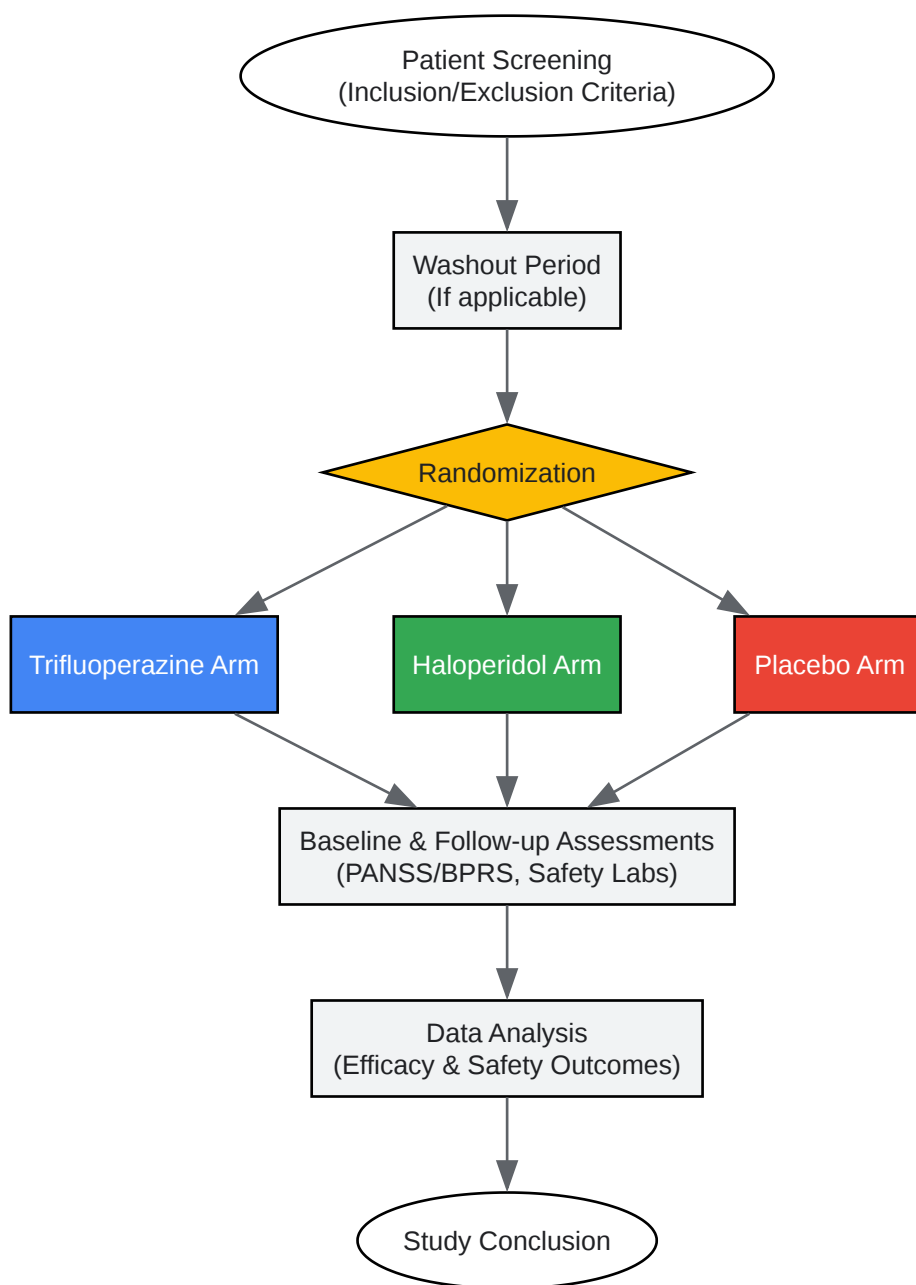 Patient Screening
(Inclusion/Exclusion Criteria)
Washout Period
(If applicable)
Randomization
Trifluoperazine Arm
Haloperidol Arm
Placebo Arm
Baseline & Follow-up Assessments
(PANSS/BPRS, Safety Labs)
Data Analysis
(Efficacy & Safety Outcomes)
Study Conclusion